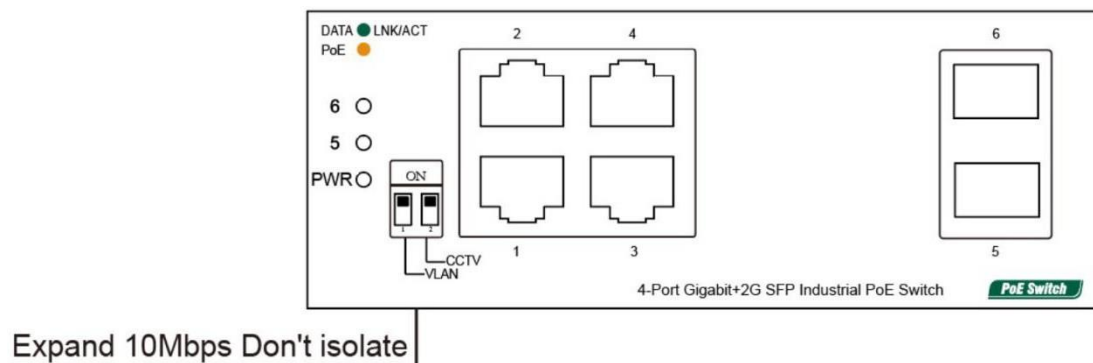 DATA LNK/ACT
PoE
2 4 6
6
5
PWR
ON
1 2
1 3 5
CCTV
VLAN
4-Port Gigabit+2G SFP Industrial PoE Switch PoE Switch
Expand 10Mbps Don't isolate